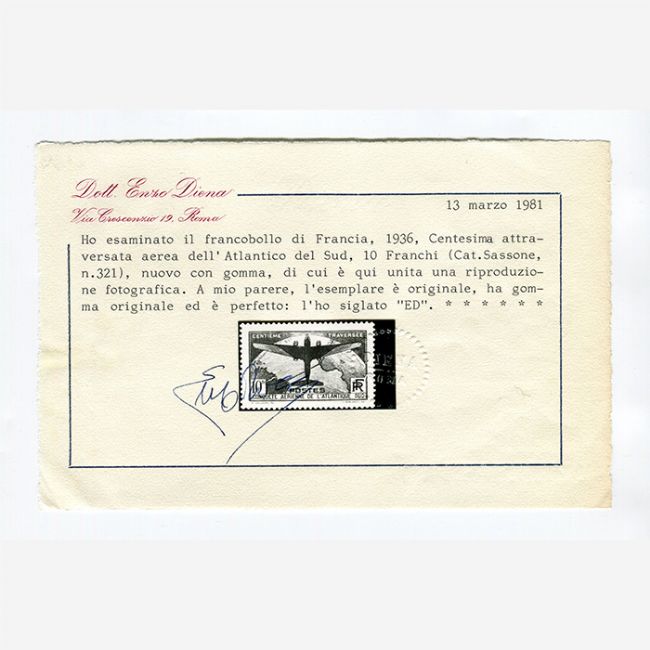 Dott. Enzo Diena
Via Crescenzio 19, Roma
13 marzo 1981
Ho esaminato il francobollo di Francia, 1936, Centesima attra-
versata aerea dell'Atlantico del Sud, 10 Franchi (Cat.Sassone,
n.321), nuovo con gomma, di cui è qui unita una riproduzio-
ne fotografica. A mio parere, l'esemplare è originale, ha gom-
ma originale ed è perfetto: l'ho siglato "ED". * * * * * *
CENTIÈME TRAVERSÉE
10F RF
POSTES
AÉRIENNE DE L'ATLANTIQUE SUD